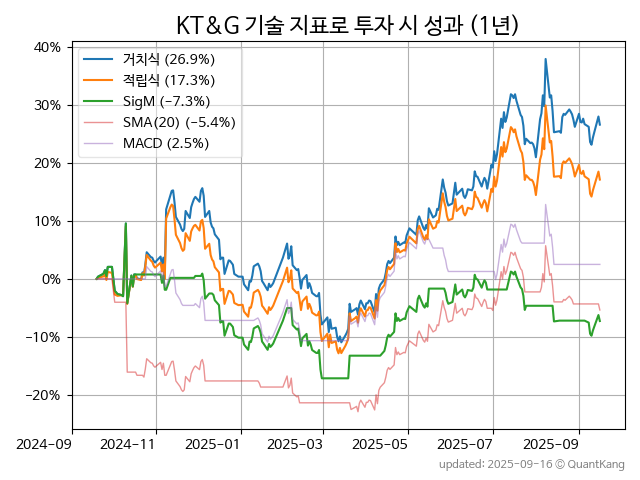 KT&G 기술 지표로 투자 시 성과 (1년)
40%
30%
20%
10%
0%
−10%
−20%
거치식 (26.9%)
적립식 (17.3%)
SigM (−7.3%)
SMA(20) (−5.4%)
MACD (2.5%)
2024-09
2024-11
2025-01
2025-03
2025-05
2025-07
2025-09
updated: 2025-09-16 ⓒ QuantKang